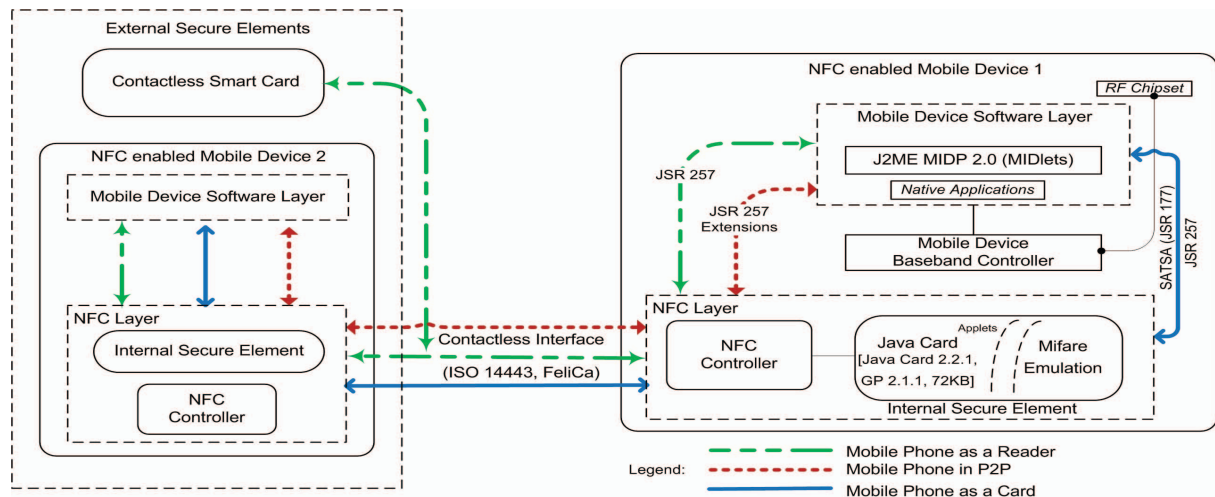 External Secure Elements
Contactless Smart Card
NFC enabled Mobile Device 2
Mobile Device Software Layer
NFC Layer
Internal Secure Element
NFC
Controller
Contactless Interface
(ISO 14443, FeliCa)
NFC enabled Mobile Device 1
RF Chipset
Mobile Device Software Layer
J2ME MIDP 2.0 (MIDlets)
Native Applications
Mobile Device
Baseband Controller
JSR 257
JSR 257
Extensions
SATSA (JSR 177)
JSR 257
NFC Layer
NFC
Controller
Java Card
[Java Card 2.2.1,
GP 2.1.1, 72KB]
Applets
Mifare
Emulation
Internal Secure Element
Legend:
Mobile Phone as a Reader
Mobile Phone in P2P
Mobile Phone as a Card